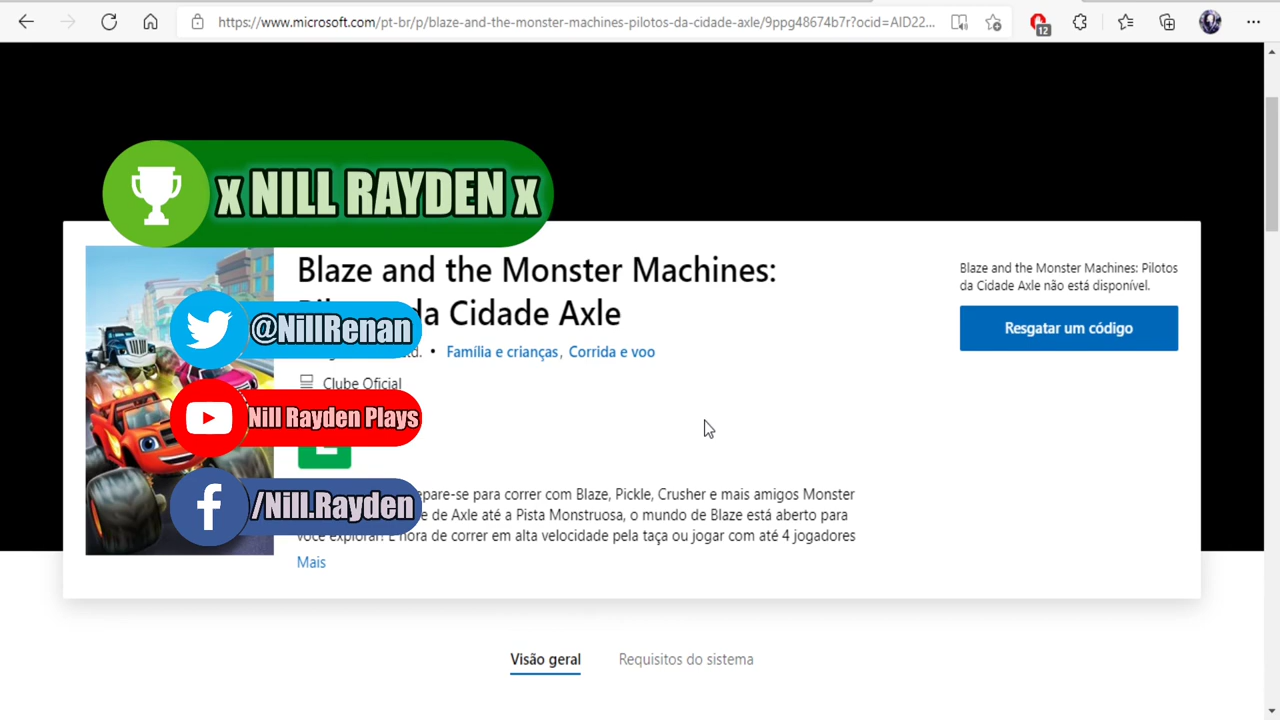 https://www.microsoft.com/pt-br/p/blaze-and-the-monster-machines-pilotos-da-cidade-axle/9ppg48674b7r?ocid=AID22...
12
x NILL RAYDEN x
Blaze and the Monster Machines:
da Cidade Axle
@NillRenan
td. • Família e crianças, Corrida e voo
Clube Oficial
Nill Rayden Plays
/Nill.Rayden
epare-se para correr com Blaze, Pickle, Crusher e mais amigos Monster
e de Axle até a Pista Monstruosa, o mundo de Blaze está aberto para
você explorar! É hora de correr em alta velocidade pela taça ou jogar com até 4 jogadores
Mais
Blaze and the Monster Machines: Pilotos
da Cidade Axle não está disponível.
Resgatar um código
Visão geral
Requisitos do sistema